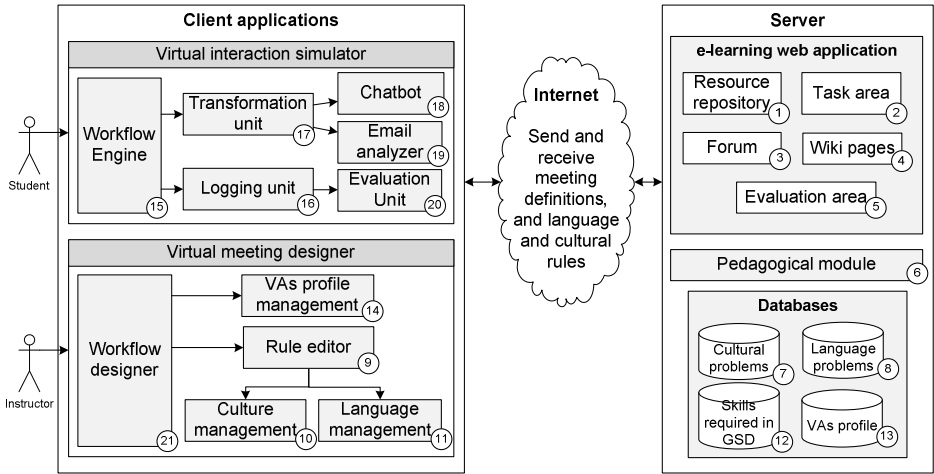 Client applications
Virtual interaction simulator
Student
Workflow
Engine
15
Transformation
unit
17
Chatbot
18
Email
analyzer
19
Logging unit
16
Evaluation
Unit
20
Virtual meeting designer
Instructor
Workflow
designer
21
VAs profile
management
14
Rule editor
9
Culture
management
10
Language
management
11
Internet
Send and
receive
meeting
definitions,
and language
and cultural
rules
Server
e-learning web application
Resource
repository
1
Task area
2
Forum
3
Wiki pages
4
Evaluation area
5
Pedagogical module
6
Databases
Cultural
problems
7
Language
problems
8
Skills
required in
GSD
12
VAs profile
13